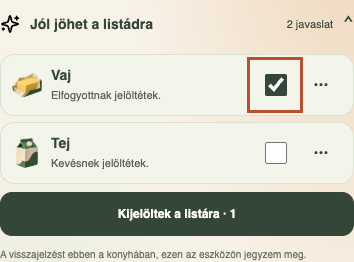 Jól jöhet a listádra
2 javaslat
Vaj
Elfogyottnak jelöltétek.
Tej
Kevésnek jelöltétek.
Kijelöltek a listára · 1
A visszajelzést ebben a konyhában, ezen az eszközön jegyzem meg.